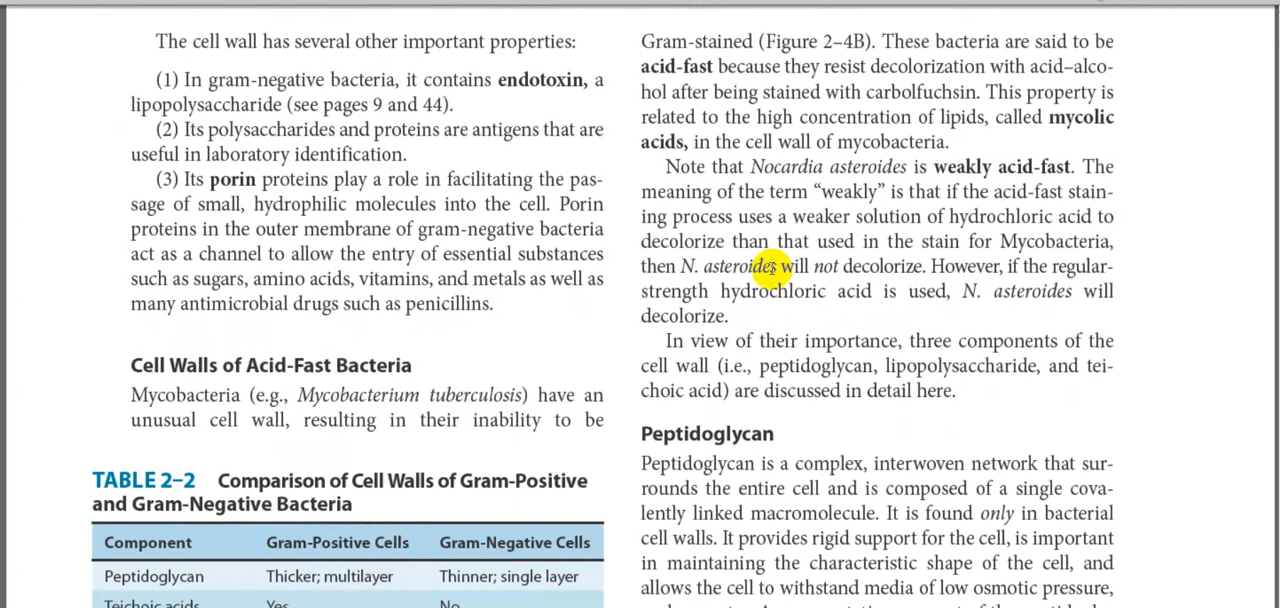 The cell wall has several other important properties:
(1) In gram-negative bacteria, it contains endotoxin, a
lipopolysaccharide (see pages 9 and 44).
(2) Its polysaccharides and proteins are antigens that are
useful in laboratory identification.
(3) Its porin proteins play a role in facilitating the pas-
sage of small, hydrophilic molecules into the cell. Porin
proteins in the outer membrane of gram-negative bacteria
act as a channel to allow the entry of essential substances
such as sugars, amino acids, vitamins, and metals as well as
many antimicrobial drugs such as penicillins.
Cell Walls of Acid-Fast Bacteria
Mycobacteria (e.g., Mycobacterium tuberculosis) have an
unusual cell wall, resulting in their inability to be
TABLE 2–2 Comparison of Cell Walls of Gram-Positive
and Gram-Negative Bacteria
Component Gram-Positive Cells Gram-Negative Cells
Peptidoglycan Thicker; multilayer Thinner; single layer
Teichoic acids Yes No
Gram-stained (Figure 2–4B). These bacteria are said to be
acid-fast because they resist decolorization with acid–alco-
hol after being stained with carbolfuchsin. This property is
related to the high concentration of lipids, called mycolic
acids, in the cell wall of mycobacteria.
Note that Nocardia asteroides is weakly acid-fast. The
meaning of the term “weakly” is that if the acid-fast stain-
ing process uses a weaker solution of hydrochloric acid to
decolorize than that used in the stain for Mycobacteria,
then N. asteroides will not decolorize. However, if the regular-
strength hydrochloric acid is used, N. asteroides will
decolorize.
In view of their importance, three components of the
cell wall (i.e., peptidoglycan, lipopolysaccharide, and tei-
choic acid) are discussed in detail here.
Peptidoglycan
Peptidoglycan is a complex, interwoven network that sur-
rounds the entire cell and is composed of a single cova-
lently linked macromolecule. It is found only in bacterial
cell walls. It provides rigid support for the cell, is important
in maintaining the characteristic shape of the cell, and
allows the cell to withstand media of low osmotic pressure,